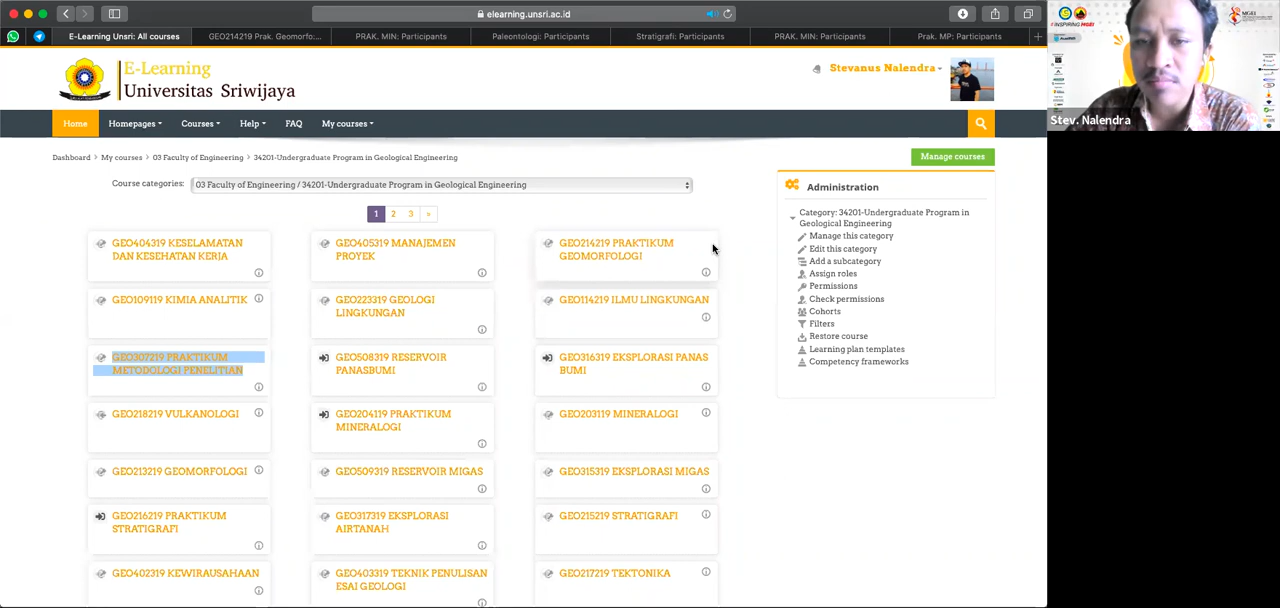 elearning.unsri.ac.id
E-Learning Unsri: All courses
GEO214219 Prak. Geomorfo:...
PRAK. MIN: Participants
Paleontologi: Participants
Stratigrafi: Participants
PRAK. MIN: Participants
Prak. MP: Participants
E-Learning
Universitas Sriwijaya
Stevanus Nalendra
Home
Homepages
Courses
Help
FAQ
My courses
Dashboard > My courses > 03 Faculty of Engineering > 34201-Undergraduate Program in Geological Engineering
Manage courses
Course categories:
03 Faculty of Engineering / 34201-Undergraduate Program in Geological Engineering
1 2 3 »
GEO404319 KESELAMATAN
DAN KESEHATAN KERJA
GEO405319 MANAJEMEN
PROYEK
GEO214219 PRAKTIKUM
GEOMORFOLOGI
GEO109119 KIMIA ANALITIK
GEO223319 GEOLOGI
LINGKUNGAN
GEO114219 ILMU LINGKUNGAN
GEO307219 PRAKTIKUM
METODOLOGI PENELITIAN
GEO508319 RESERVOIR
PANASBUMI
GEO316319 EKSPLORASI PANAS
BUMI
GEO218219 VULKANOLOGI
GEO204119 PRAKTIKUM
MINERALOGI
GEO203119 MINERALOGI
GEO213219 GEOMORFOLOGI
GEO509319 RESERVOIR MIGAS
GEO315319 EKSPLORASI MIGAS
GEO216219 PRAKTIKUM
STRATIGRAFI
GEO317319 EKSPLORASI
AIRTANAH
GEO215219 STRATIGRAFI
GEO402319 KEWIRAUSAHAAN
GEO403319 TEKNIK PENULISAN
ESAI GEOLOGI
GEO217219 TEKTONIKA
Administration
Category: 34201-Undergraduate Program in
Geological Engineering
Manage this category
Edit this category
Add a subcategory
Assign roles
Permissions
Check permissions
Cohorts
Filters
Restore course
Learning plan templates
Competency frameworks
Stev. Nalendra